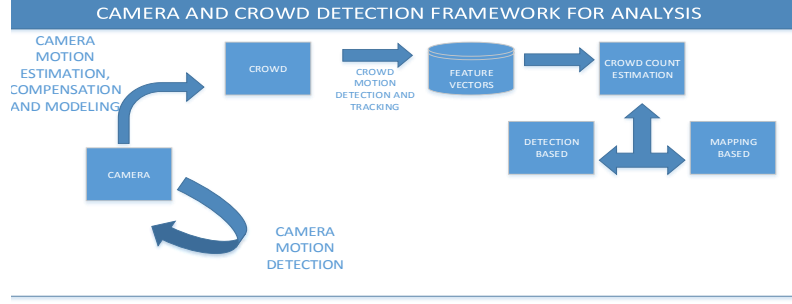 CAMERA AND CROWD DETECTION FRAMEWORK FOR ANALYSIS
CAMERA
MOTION
ESTIMATION,
COMPENSATION
AND MODELING
CROWD
CROWD
MOTION
DETECTION AND
TRACKING
FEATURE
VECTORS
CROWD COUNT
ESTIMATION
DETECTION
BASED
MAPPING
BASED
CAMERA
CAMERA
MOTION
DETECTION